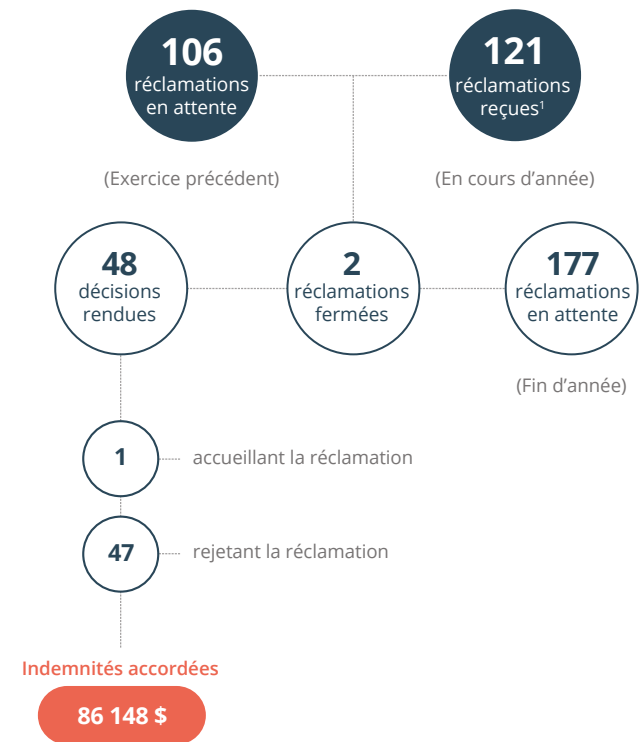 106
réclamations
en attente
121
réclamations
reçues¹
(Exercice précédent)
(En cours d’année)
48
décisions
rendues
2
réclamations
fermées
177
réclamations
en attente
(Fin d’année)
1
accueillant la réclamation
47
rejetant la réclamation
Indemnités accordées
86 148 $